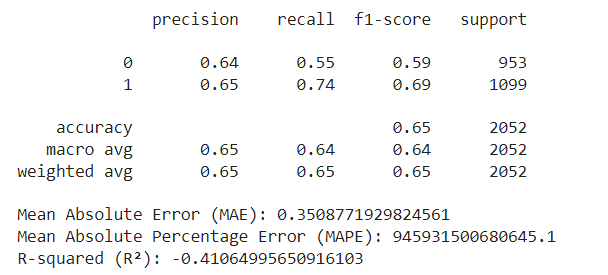 precision recall f1-score support
0 0.64 0.55 0.59 953
1 0.65 0.74 0.69 1099
accuracy 0.65 2052
macro avg 0.65 0.64 0.64 2052
weighted avg 0.65 0.65 0.65 2052
Mean Absolute Error (MAE): 0.3508771929824561
Mean Absolute Percentage Error (MAPE): 945931500680645.1
R-squared (R²): -0.41064995650916103